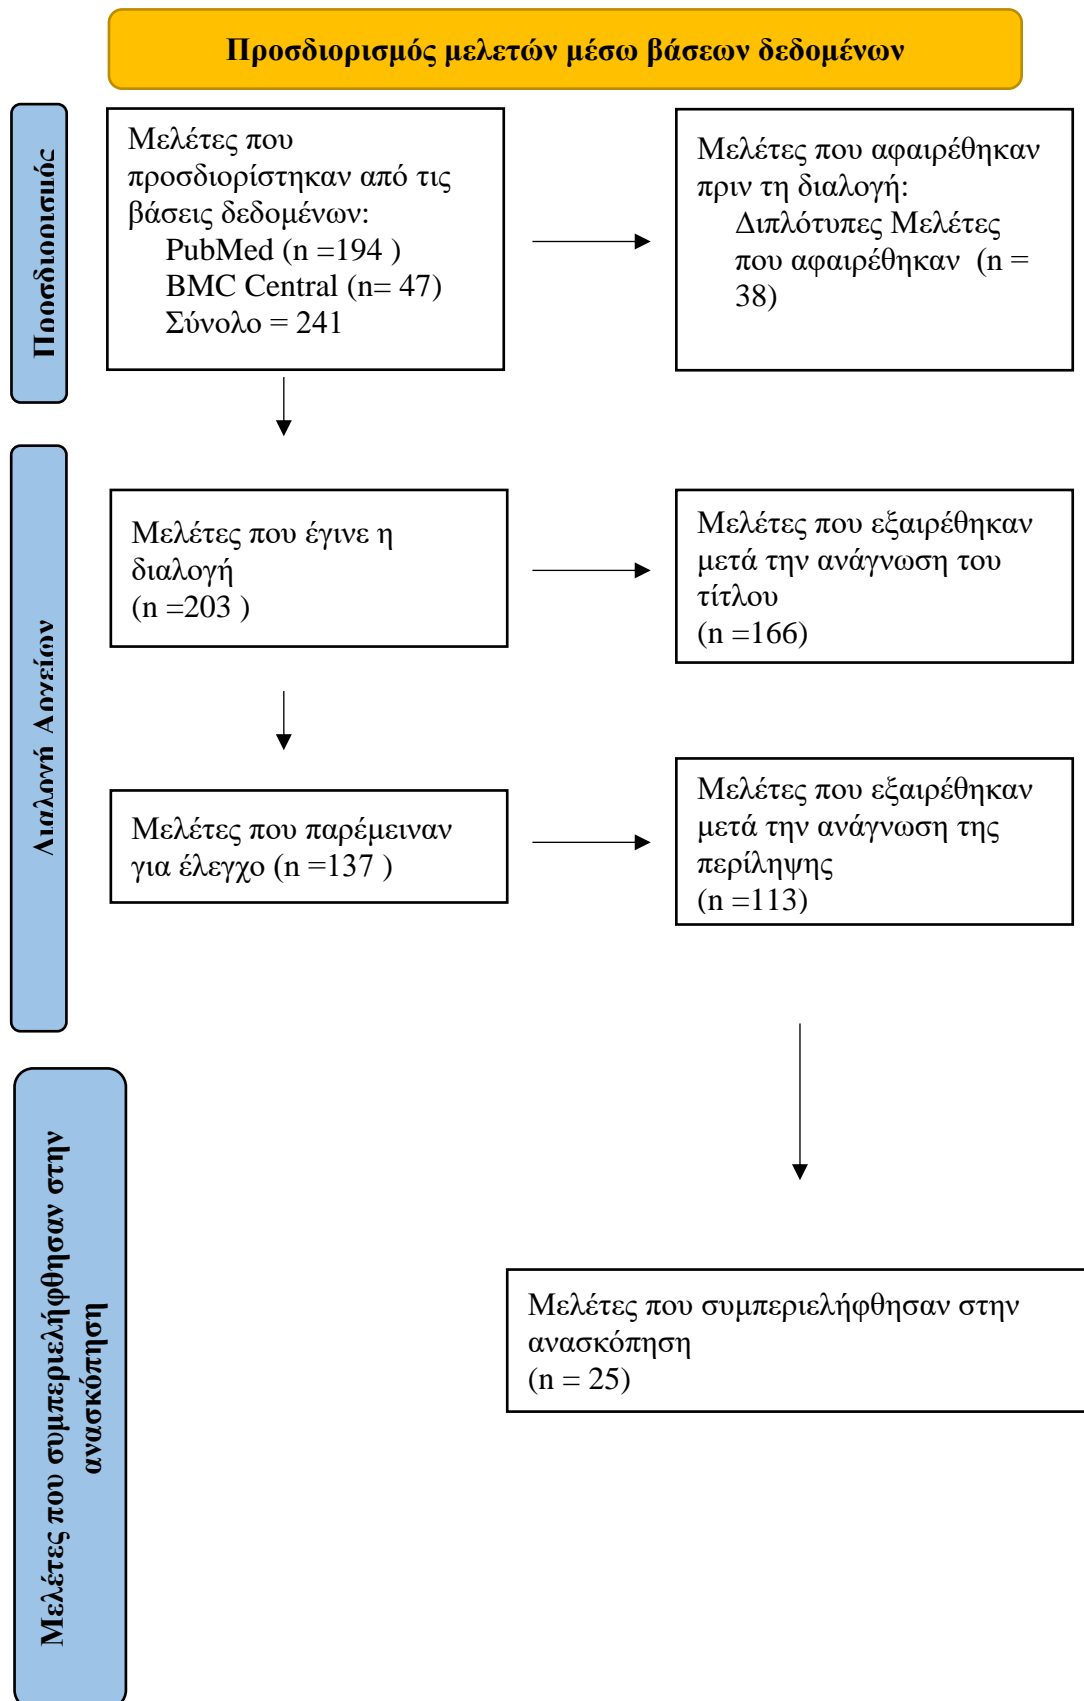 Προσδιορισμός μελετών μέσω βάσεων δεδομένων
Προσδιορισμός
Μελέτες που
προσδιορίστηκαν από τις
βάσεις δεδομένων:
PubMed (n =194 )
BMC Central (n= 47)
Σύνολο = 241
Μελέτες που αφαιρέθηκαν
πριν τη διαλογή:
Διπλότυπες Μελέτες
που αφαιρέθηκαν  (n =
38)
Διαλογή Αρχείων
Μελέτες που έγινε η
διαλογή
(n =203 )
Μελέτες που εξαιρέθηκαν
μετά την ανάγνωση του
τίτλου
(n =166)
Μελέτες που παρέμειναν
για έλεγχο (n =137 )
Μελέτες που εξαιρέθηκαν
μετά την ανάγνωση της
περίληψης
(n =113)
Μελέτες που συμπεριελήφθησαν στην
ανασκόπηση
Μελέτες που συμπεριελήφθησαν στην
ανασκόπηση
(n = 25)